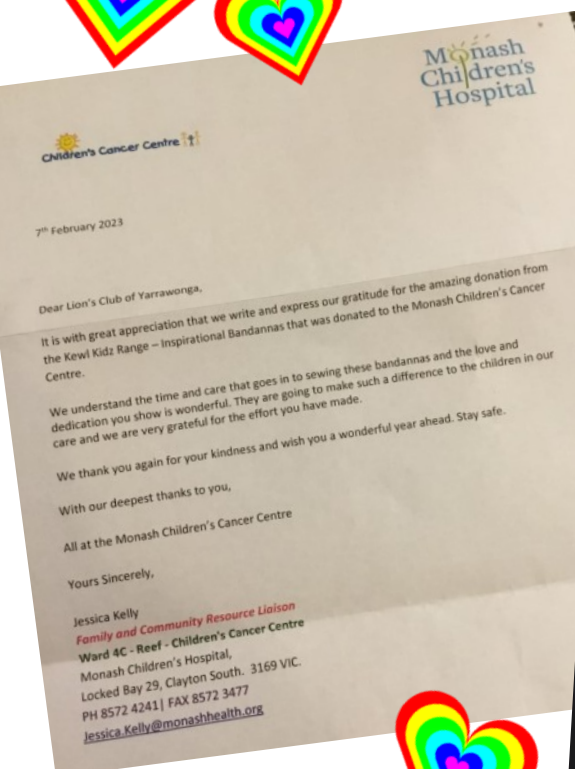 Monash
Children's
Hospital
Children's Cancer Centre
7th February 2023
Dear Lion's Club of Yarrawonga,
It is with great appreciation that we write and express our gratitude for the amazing donation from
the Kewl Kidz Range – Inspirational Bandannas that was donated to the Monash Children's Cancer
Centre.
We understand the time and care that goes in to sewing these bandannas and the love and
dedication you show is wonderful. They are going to make such a difference to the children in our
care and we are very grateful for the effort you have made.
We thank you again for your kindness and wish you a wonderful year ahead. Stay safe.
With our deepest thanks to you,
All at the Monash Children's Cancer Centre
Yours Sincerely,
Jessica Kelly
Family and Community Resource Liaison
Ward 4C - Reef - Children's Cancer Centre
Monash Children's Hospital,
Locked Bay 29, Clayton South. 3169 VIC.
PH 8572 4241| FAX 8572 3477
Jessica.Kelly@monashhealth.org